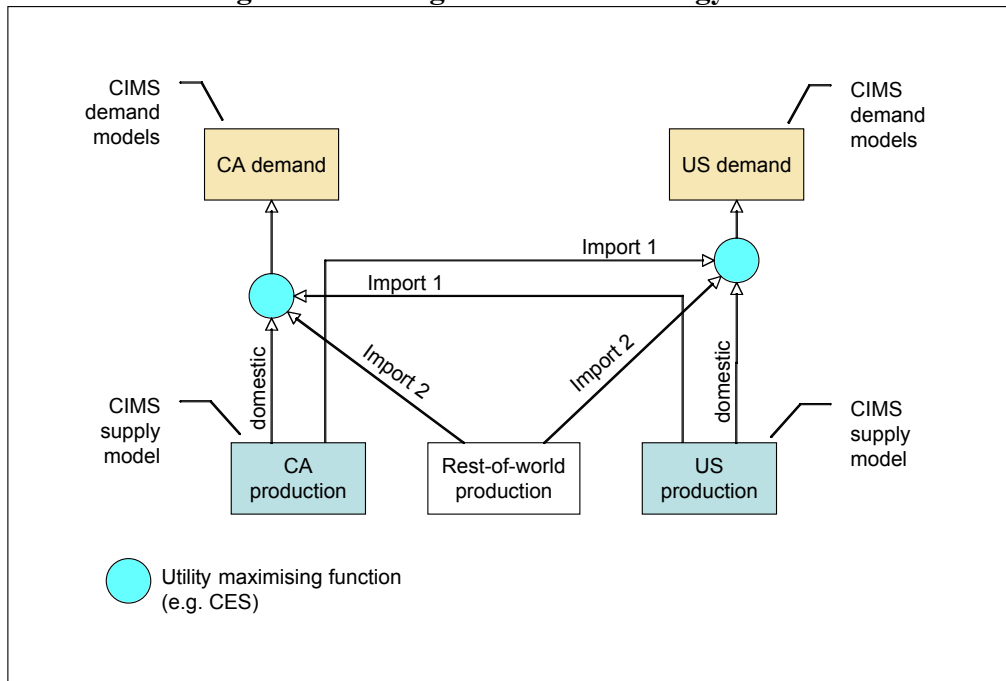 CIMS
demand
models
CIMS
demand
models
CA demand
US demand
Import 1
Import 1
Import 2
Import 2
domestic
domestic
CIMS
supply
model
CIMS
supply
model
CA
production
Rest-of-world
production
US
production
Utility maximising function
(e.g. CES)